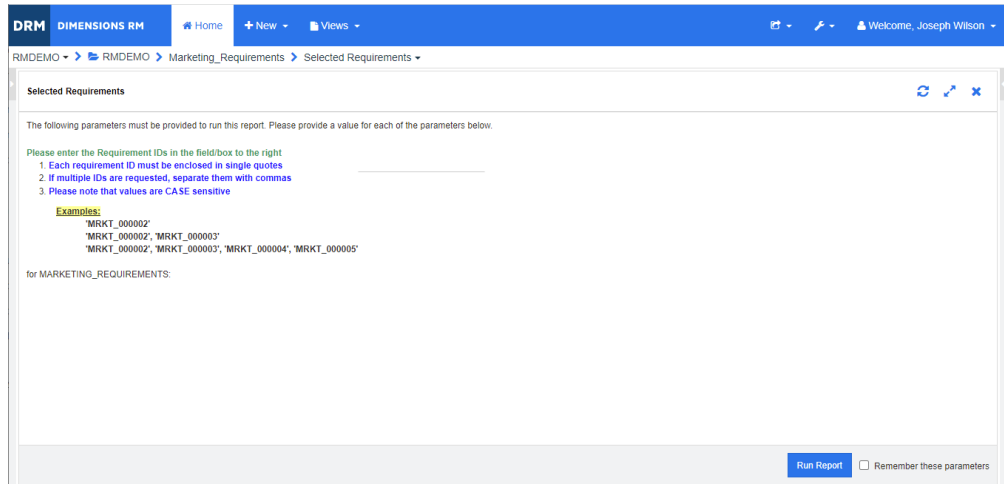 DRM DIMENSIONS RM Home + New Views Welcome, Joseph Wilson
RMDEMO > RMDEMO > Marketing_Requirements > Selected Requirements
Selected Requirements
The following parameters must be provided to run this report. Please provide a value for each of the parameters below.
Please enter the Requirement IDs in the field/box to the right
1. Each requirement ID must be enclosed in single quotes
2. If multiple IDs are requested, separate them with commas
3. Please note that values are CASE sensitive
Examples:
'MRKT_000002'
'MRKT_000002', 'MRKT_000003'
'MRKT_000002', 'MRKT_000003', 'MRKT_000004', 'MRKT_000005'
for MARKETING_REQUIREMENTS:
Run Report Remember these parameters